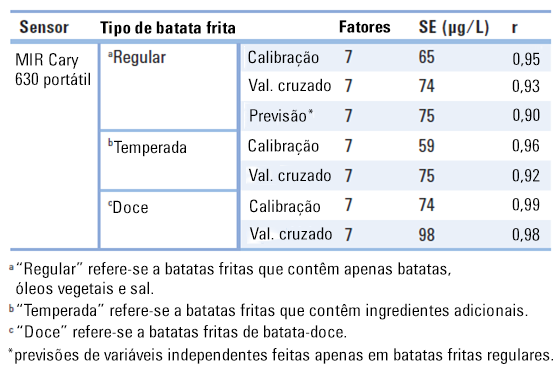 Sensor Tipo de batata frita Fatores SE (µg/L) r
MIR Cary 630 portátil ᵃRegular Calibração 7 65 0,95
Val. cruzado 7 74 0,93
Previsão* 7 75 0,90
ᵇTemperada Calibração 7 59 0,96
Val. cruzado 7 75 0,92
ᶜDoce Calibração 7 74 0,99
Val. cruzado 7 98 0,98
ᵃ “Regular” refere-se a batatas fritas que contêm apenas batatas,
óleos vegetais e sal.
ᵇ “Temperada” refere-se a batatas fritas que contêm ingredientes adicionais.
ᶜ “Doce” refere-se a batatas fritas de batata-doce.
*previsões de variáveis independentes feitas apenas em batatas fritas regulares.